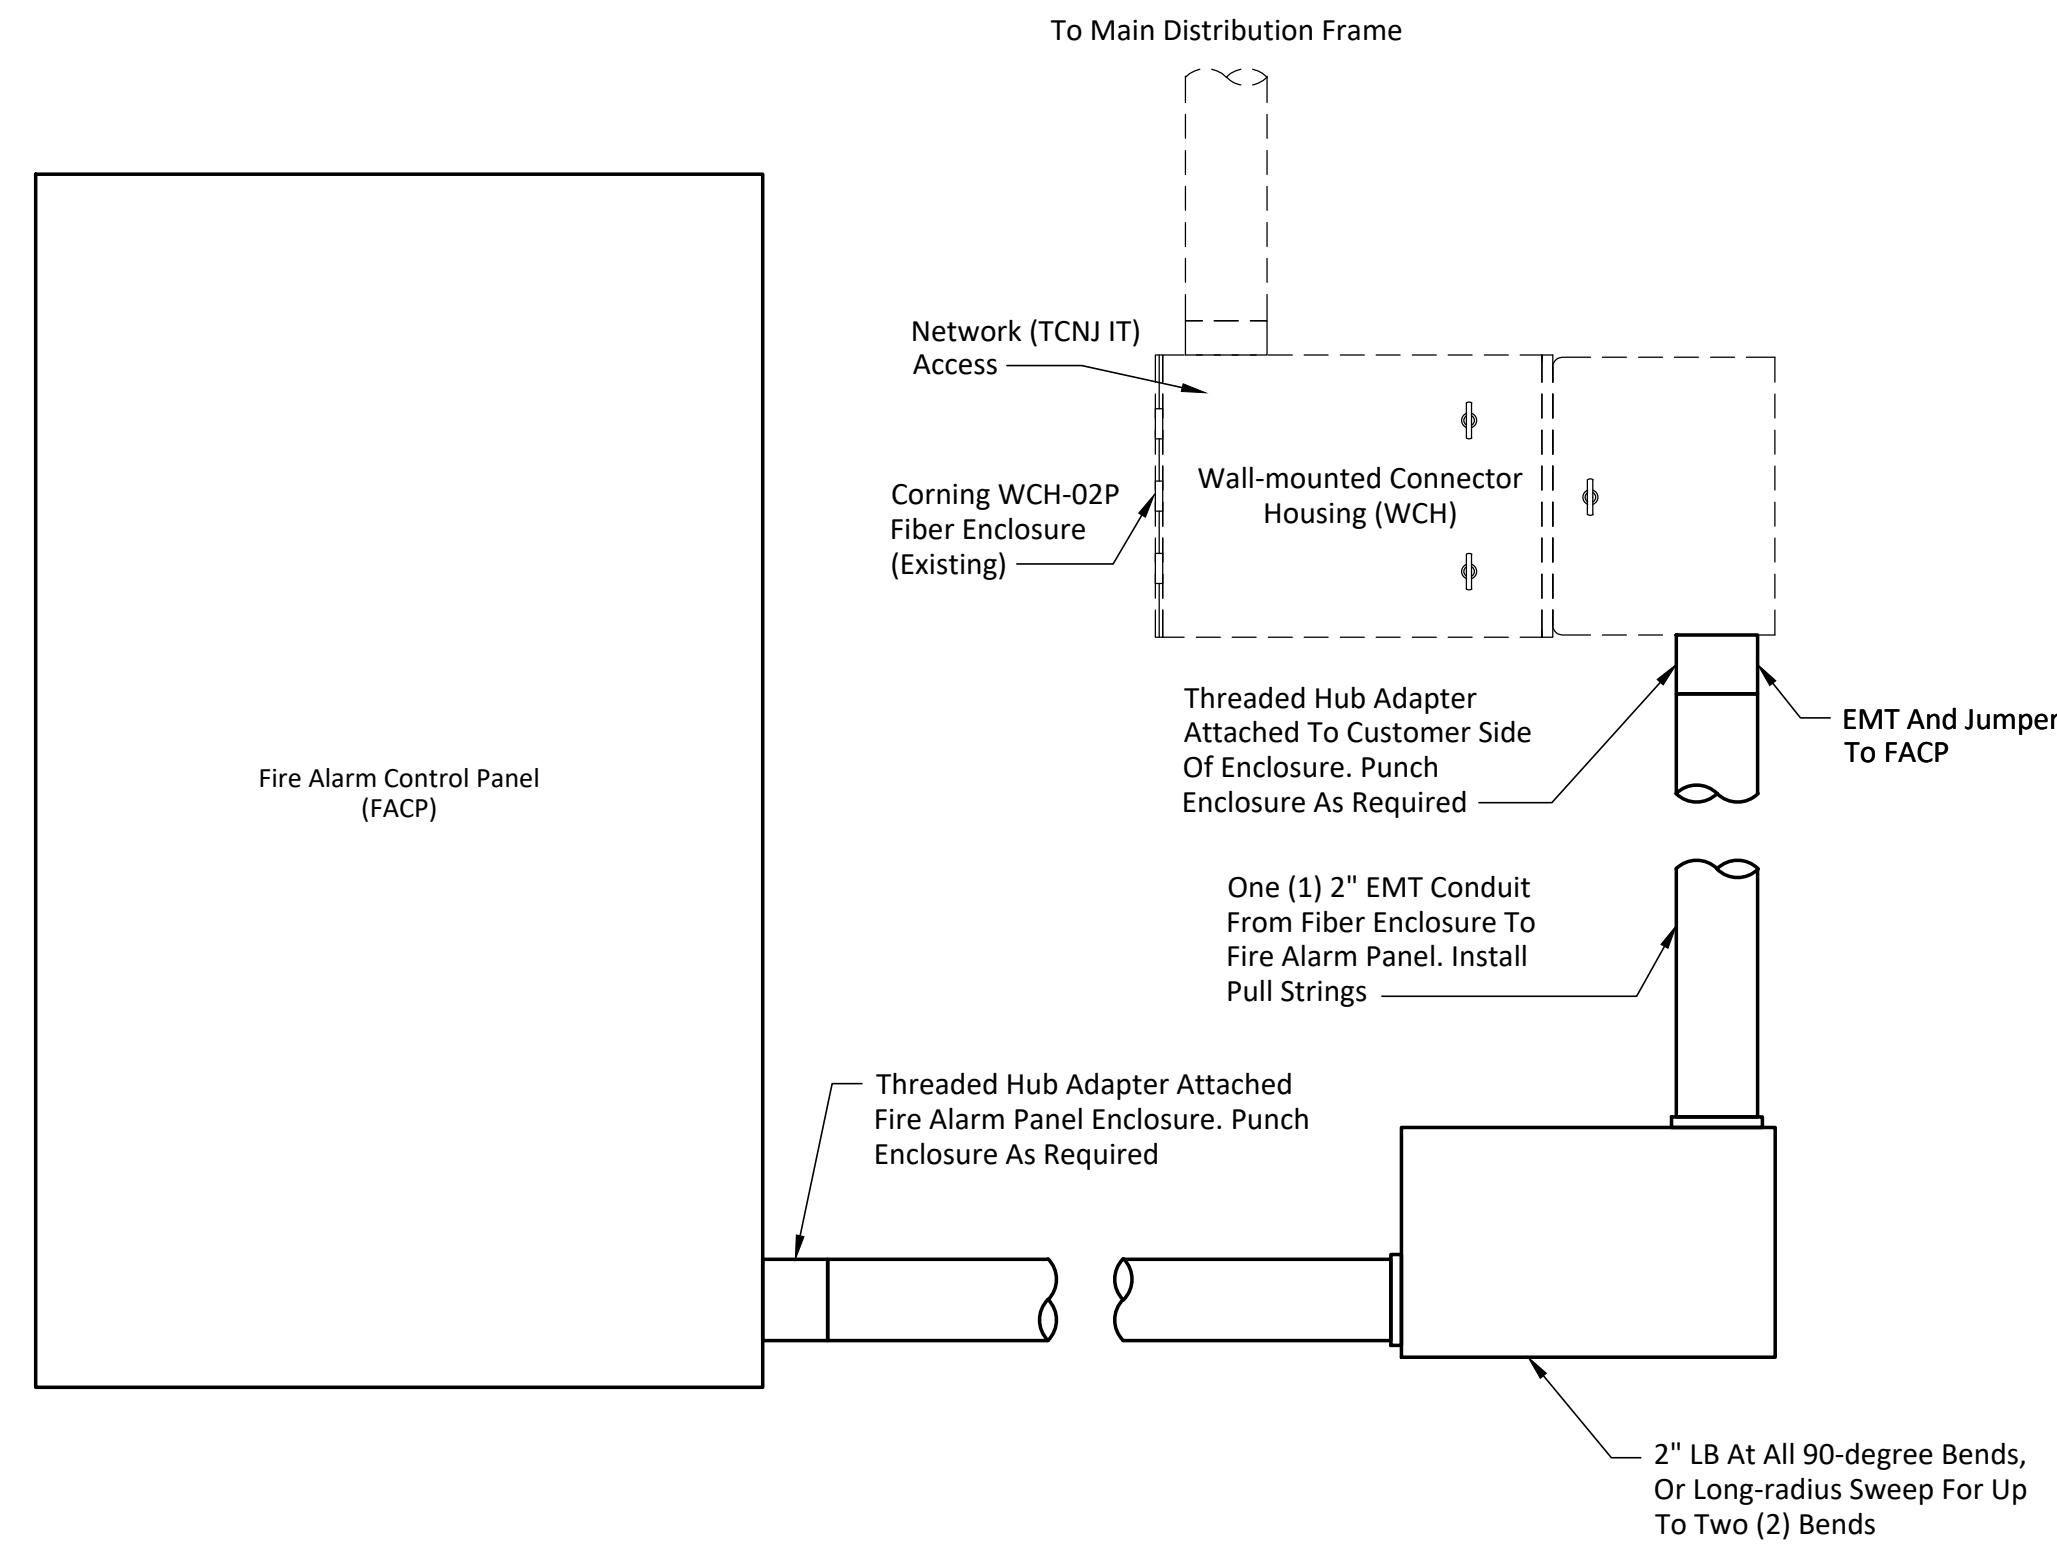 To Main Distribution Frame
Network (TCNJ IT)
Access
Corning WCH-02P
Fiber Enclosure
(Existing)
Wall-mounted Connector
Housing (WCH)
Threaded Hub Adapter
Attached To Customer Side
Of Enclosure. Punch
Enclosure As Required
EMT And Jumper
To FACP
Fire Alarm Control Panel
(FACP)
One (1) 2" EMT Conduit
From Fiber Enclosure To
Fire Alarm Panel. Install
Pull Strings
Threaded Hub Adapter Attached
Fire Alarm Panel Enclosure. Punch
Enclosure As Required
2" LB At All 90-degree Bends,
Or Long-radius Sweep For Up
To Two (2) Bends